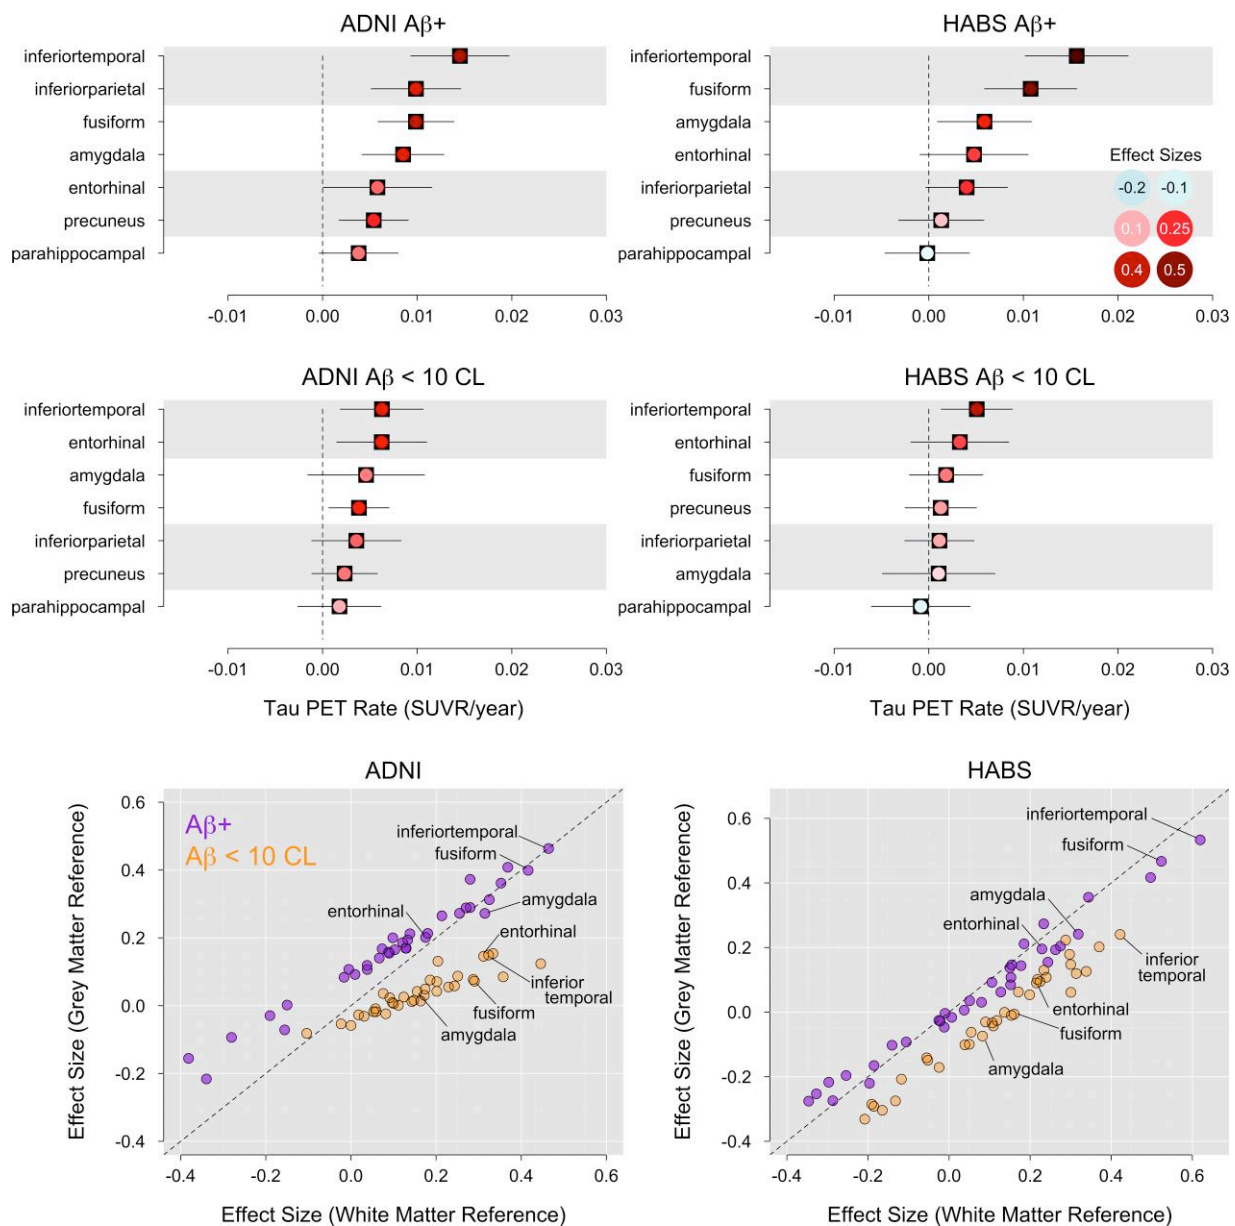 ADNI Aβ+
inferiortemporal
inferiorparietal
fusiform
amygdala
entorhinal
precuneus
parahippocampal
-0.01 0.00 0.01 0.02 0.03
HABS Aβ+
inferiortemporal
fusiform
amygdala
entorhinal
inferiorparietal
precuneus
parahippocampal
-0.01 0.00 0.01 0.02 0.03
Effect Sizes
-0.2 -0.1
0.1 0.25
0.4 0.5
ADNI Aβ < 10 CL
inferiortemporal
entorhinal
amygdala
fusiform
inferiorparietal
precuneus
parahippocampal
-0.01 0.00 0.01 0.02 0.03
Tau PET Rate (SUVR/year)
HABS Aβ < 10 CL
inferiortemporal
entorhinal
fusiform
precuneus
inferiorparietal
amygdala
parahippocampal
-0.01 0.00 0.01 0.02 0.03
Tau PET Rate (SUVR/year)
ADNI
Effect Size (Grey Matter Reference)
0.6
0.4
0.2
0.0
-0.2
-0.4
Aβ+
Aβ < 10 CL
inferiortemporal
fusiform
amygdala
entorhinal
entorhinal
inferior
temporal
fusiform
amygdala
-0.4 -0.2 0.0 0.2 0.4 0.6
Effect Size (White Matter Reference)
HABS
Effect Size (Grey Matter Reference)
0.6
0.4
0.2
0.0
-0.2
-0.4
inferiortemporal
fusiform
amygdala
entorhinal
inferior
temporal
entorhinal
fusiform
amygdala
-0.4 -0.2 0.0 0.2 0.4 0.6
Effect Size (White Matter Reference)